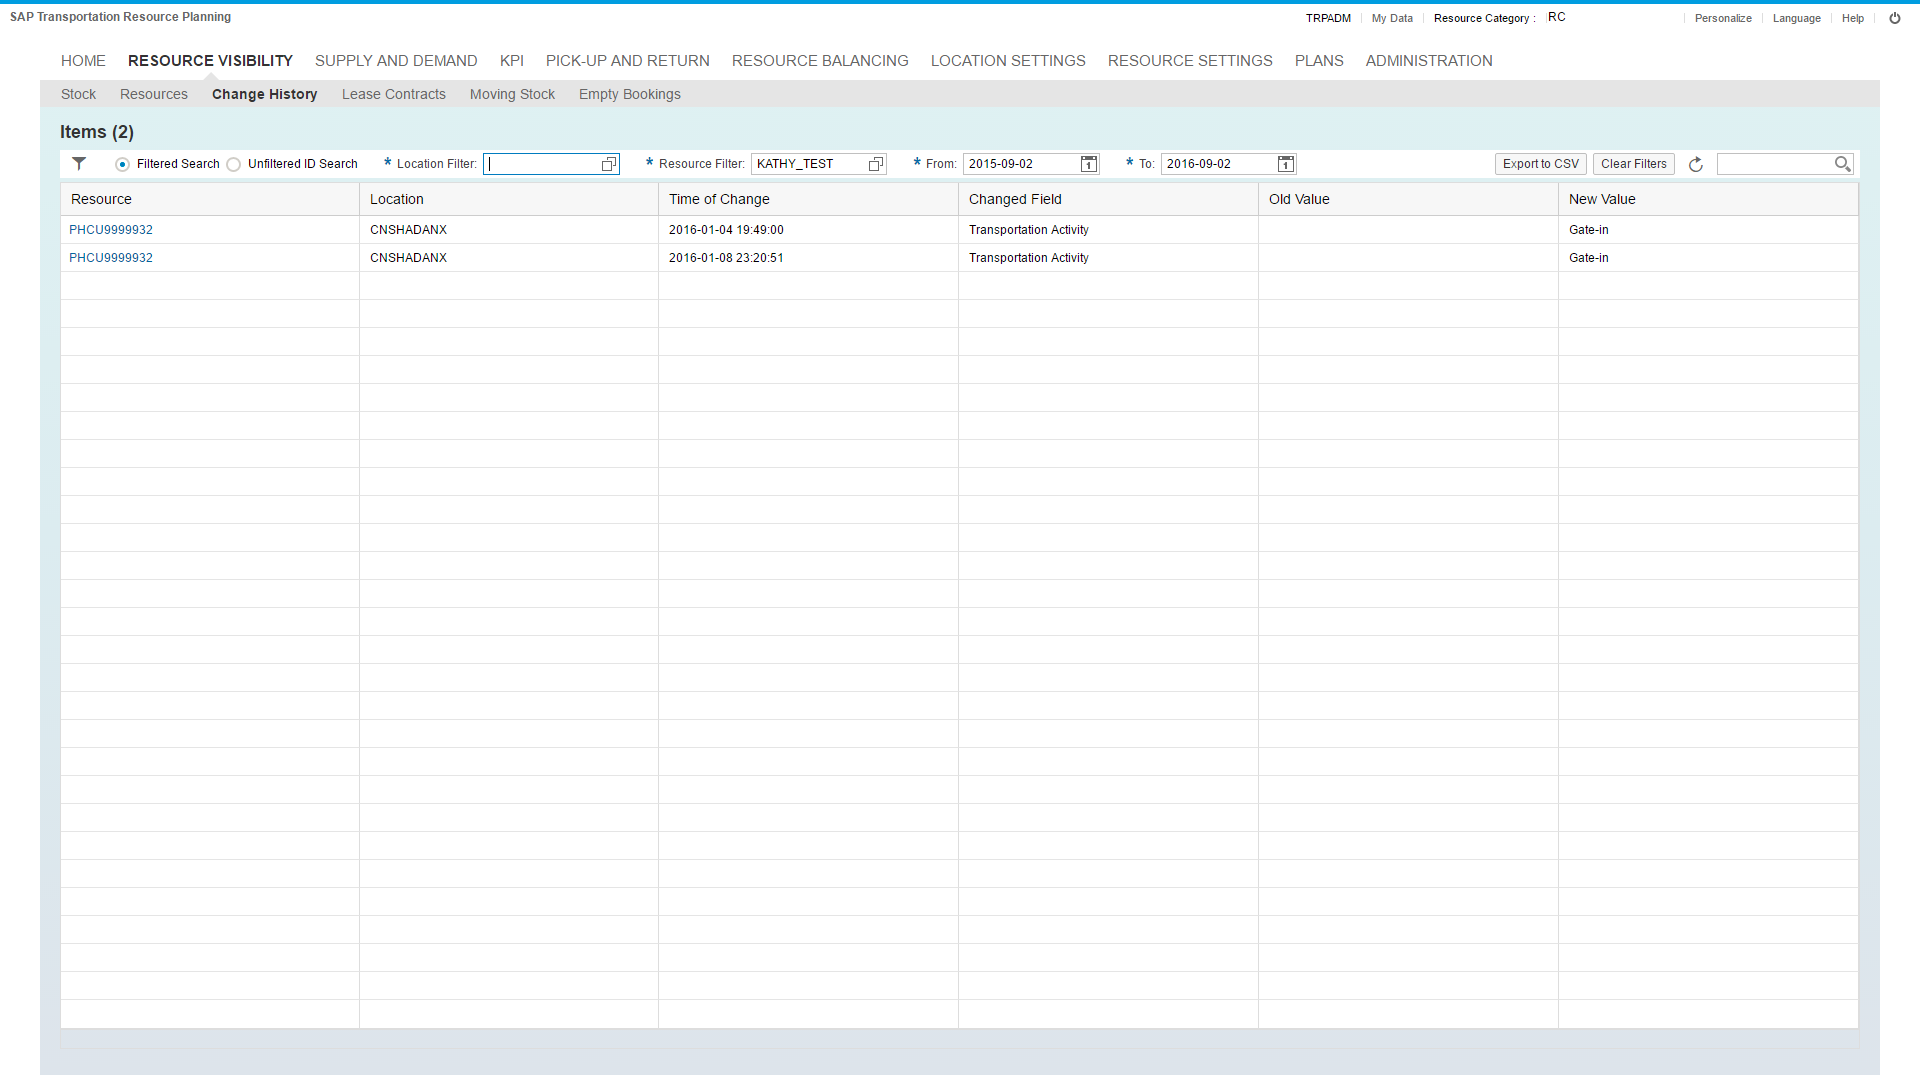 SAP Transportation Resource Planning
TRPADM My Data Resource Category : RC Personalize Language Help
HOME RESOURCE VISIBILITY SUPPLY AND DEMAND KPI PICK-UP AND RETURN RESOURCE BALANCING LOCATION SETTINGS RESOURCE SETTINGS PLANS ADMINISTRATION
Stock Resources Change History Lease Contracts Moving Stock Empty Bookings
Items (2)
Filtered Search Unfiltered ID Search * Location Filter: * Resource Filter: KATHY_TEST * From: 2015-09-02 1 * To: 2016-09-02 1 Export to CSV Clear Filters
Resource Location Time of Change Changed Field Old Value New Value
PHCU9999932 CNSHADANX 2016-01-04 19:49:00 Transportation Activity Gate-in
PHCU9999932 CNSHADANX 2016-01-08 23:20:51 Transportation Activity Gate-in